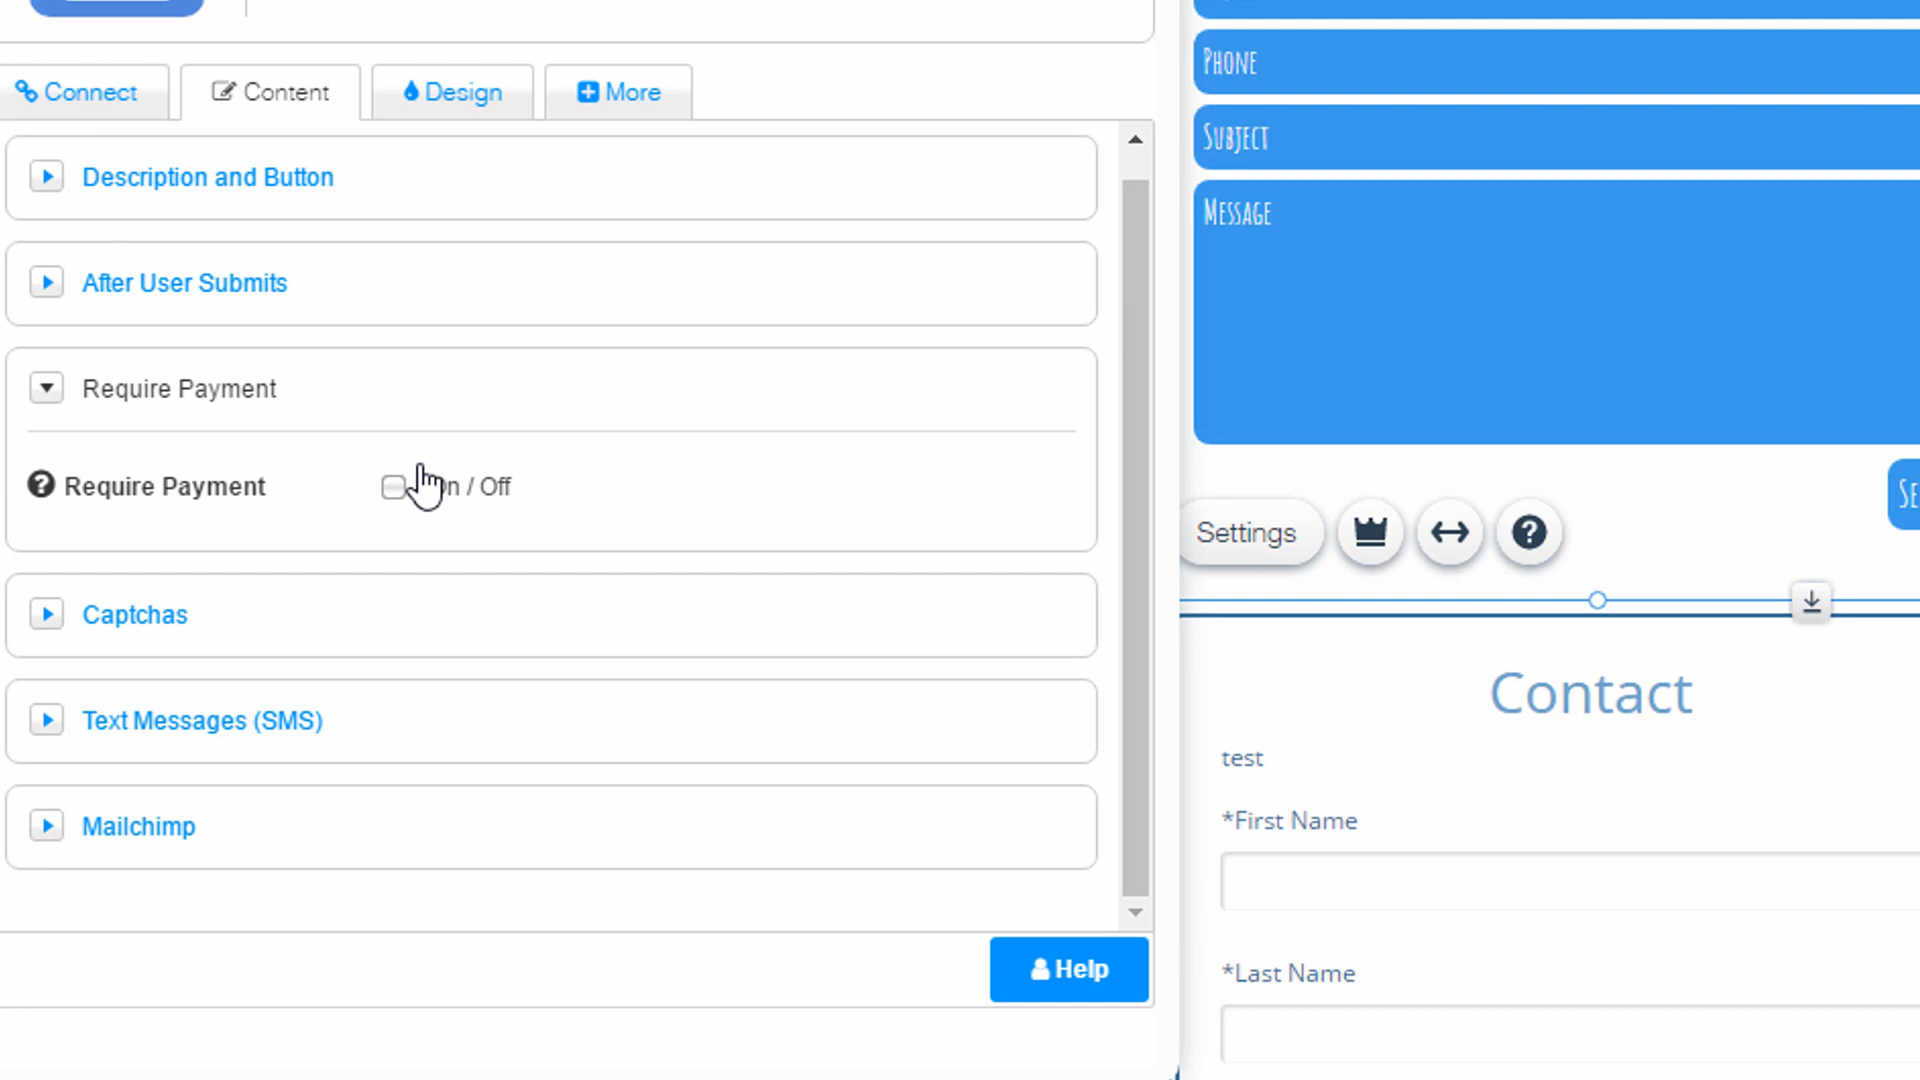 Connect
Content
Design
More
Description and Button
After User Submits
Require Payment
Require Payment
n / Off
Captchas
Text Messages (SMS)
Mailchimp
Help
PHONE
SUBJECT
MESSAGE
Settings
Contact
test
*First Name
*Last Name